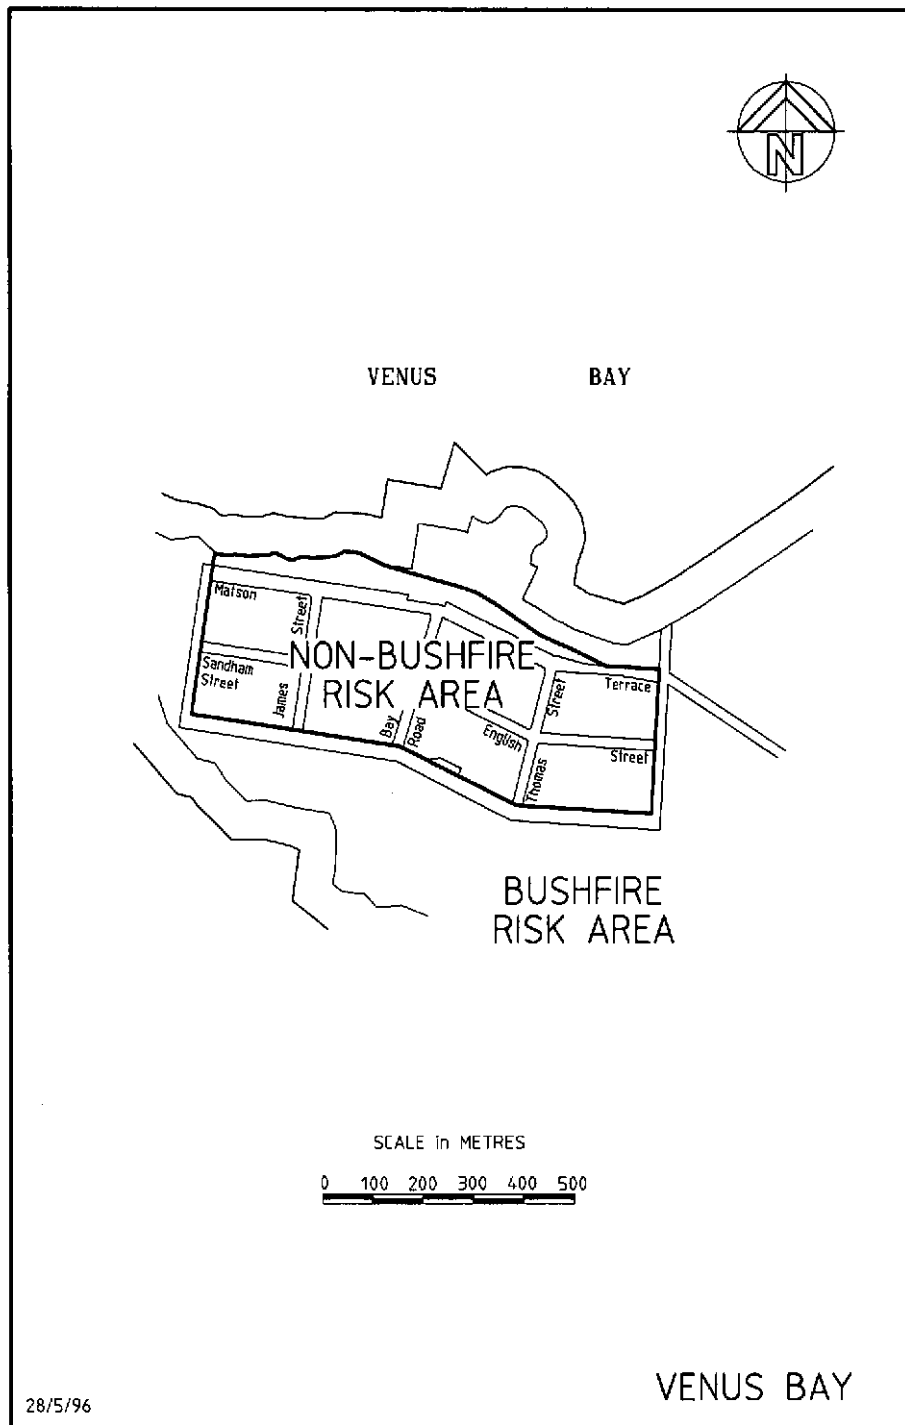 N
VENUS BAY
Matson
Street
NON-BUSHFIRE
RISK AREA
Sandham
Street
James
Bay
Road
English
Street
Terrace
Street
Thomas
BUSHFIRE
RISK AREA
SCALE in METRES
0 100 200 300 400 500
VENUS BAY
28/5/96